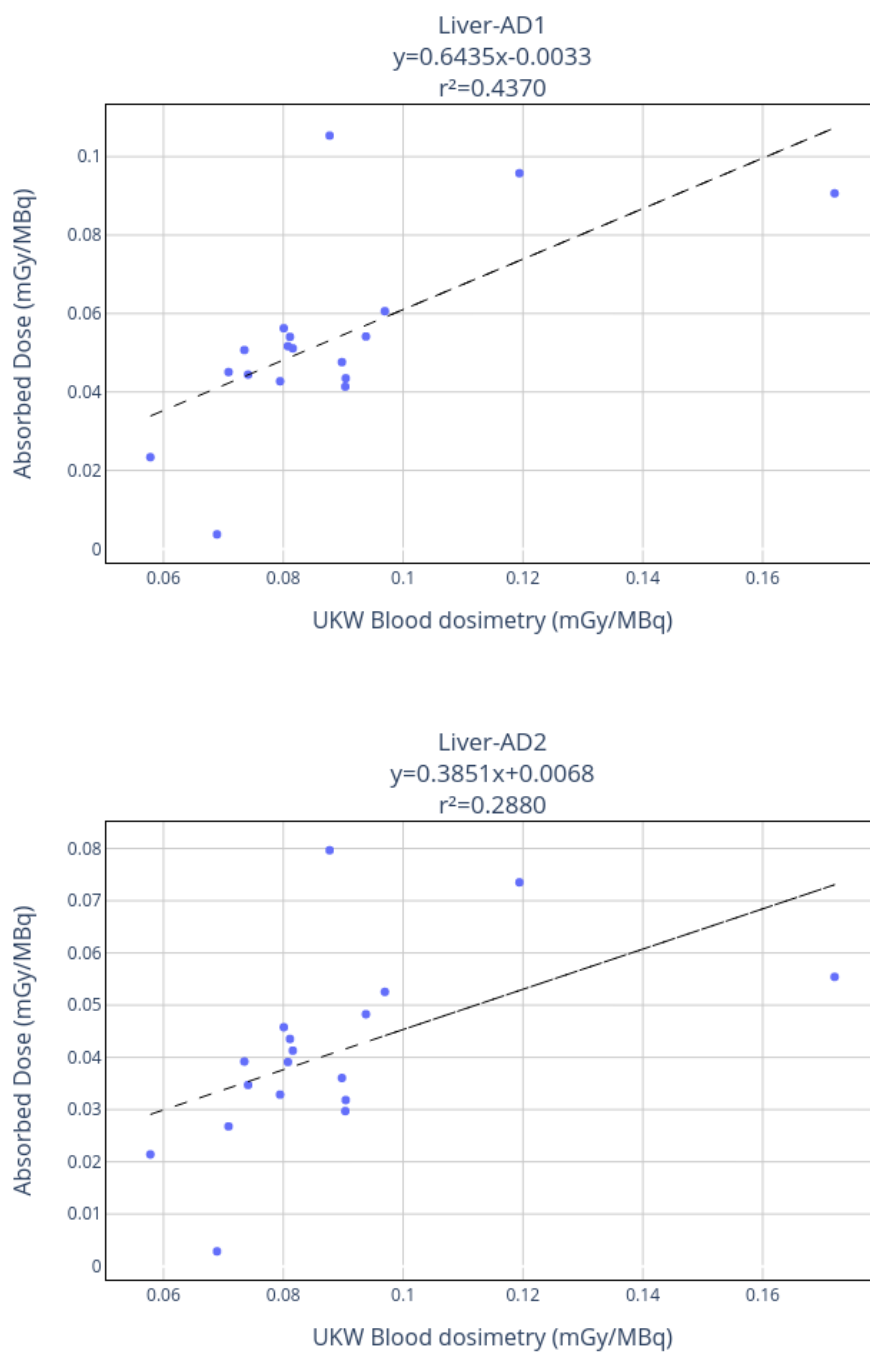 Liver-AD1
y=0.6435x-0.0033
r²=0.4370
0.1
0.08
0.06
0.04
0.02
0
Absorbed Dose (mGy/MBq)
0.06 0.08 0.1 0.12 0.14 0.16
UKW Blood dosimetry (mGy/MBq)
Liver-AD2
y=0.3851x+0.0068
r²=0.2880
0.08
0.07
0.06
0.05
0.04
0.03
0.02
0.01
0
Absorbed Dose (mGy/MBq)
0.06 0.08 0.1 0.12 0.14 0.16
UKW Blood dosimetry (mGy/MBq)